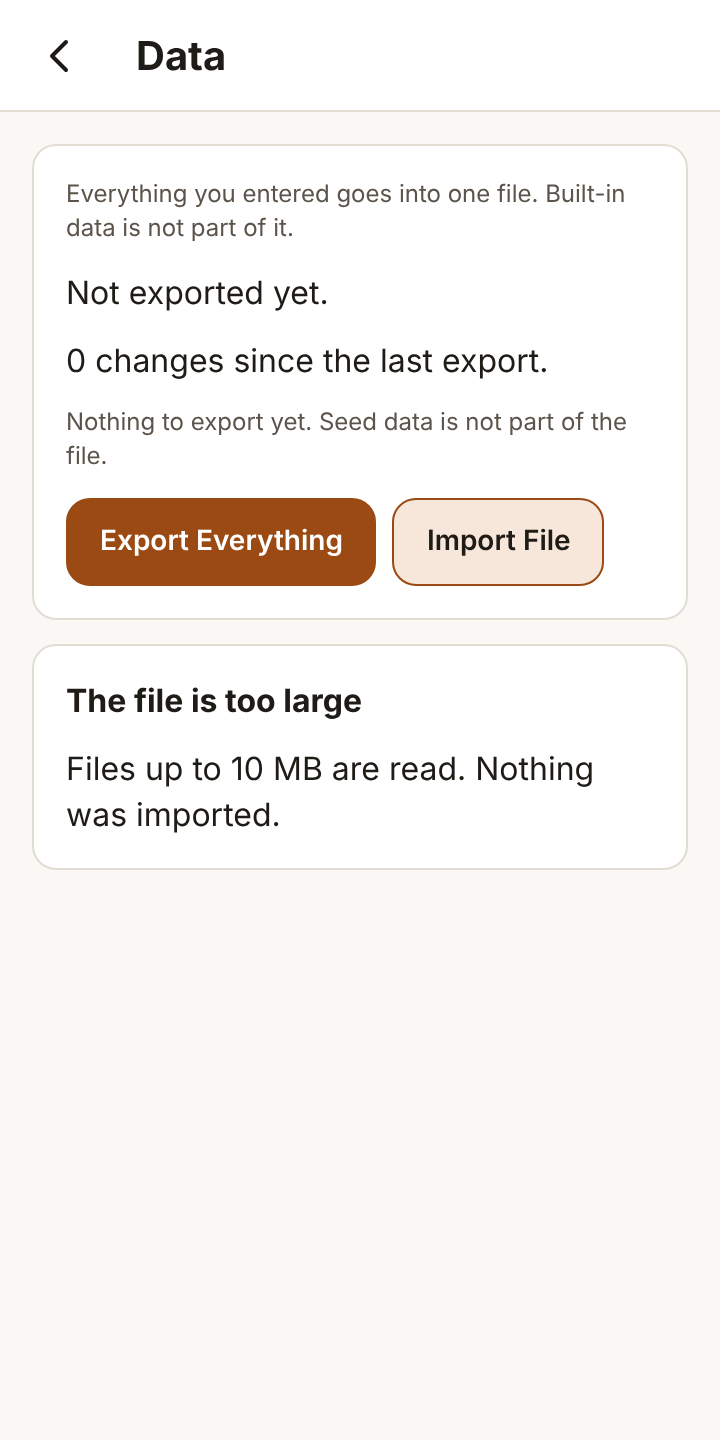 Data
Everything you entered goes into one file. Built-in
data is not part of it.
Not exported yet.
0 changes since the last export.
Nothing to export yet. Seed data is not part of the
file.
Export Everything
Import File
The file is too large
Files up to 10 MB are read. Nothing
was imported.